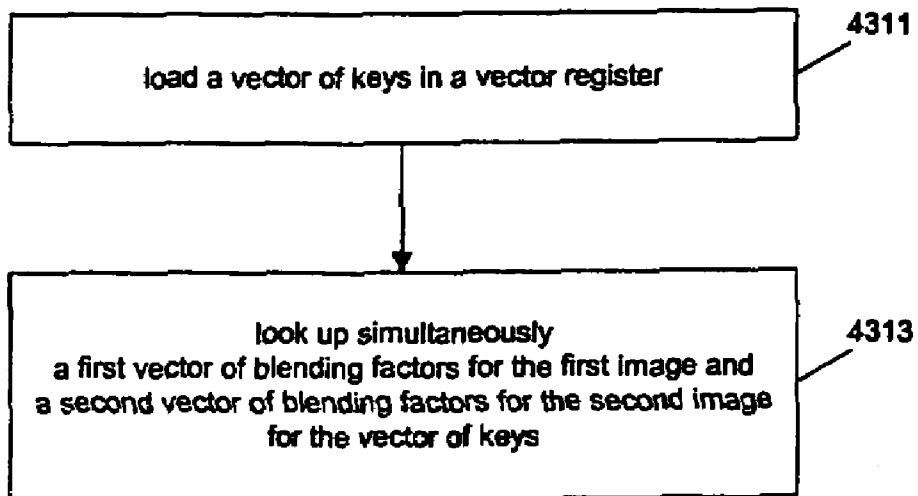 4311
load a vector of keys in a vector register
look up simultaneously
4313
a first vector of blending factors for the first image and
a second vector of blending factors for the second image
for the vector of keys